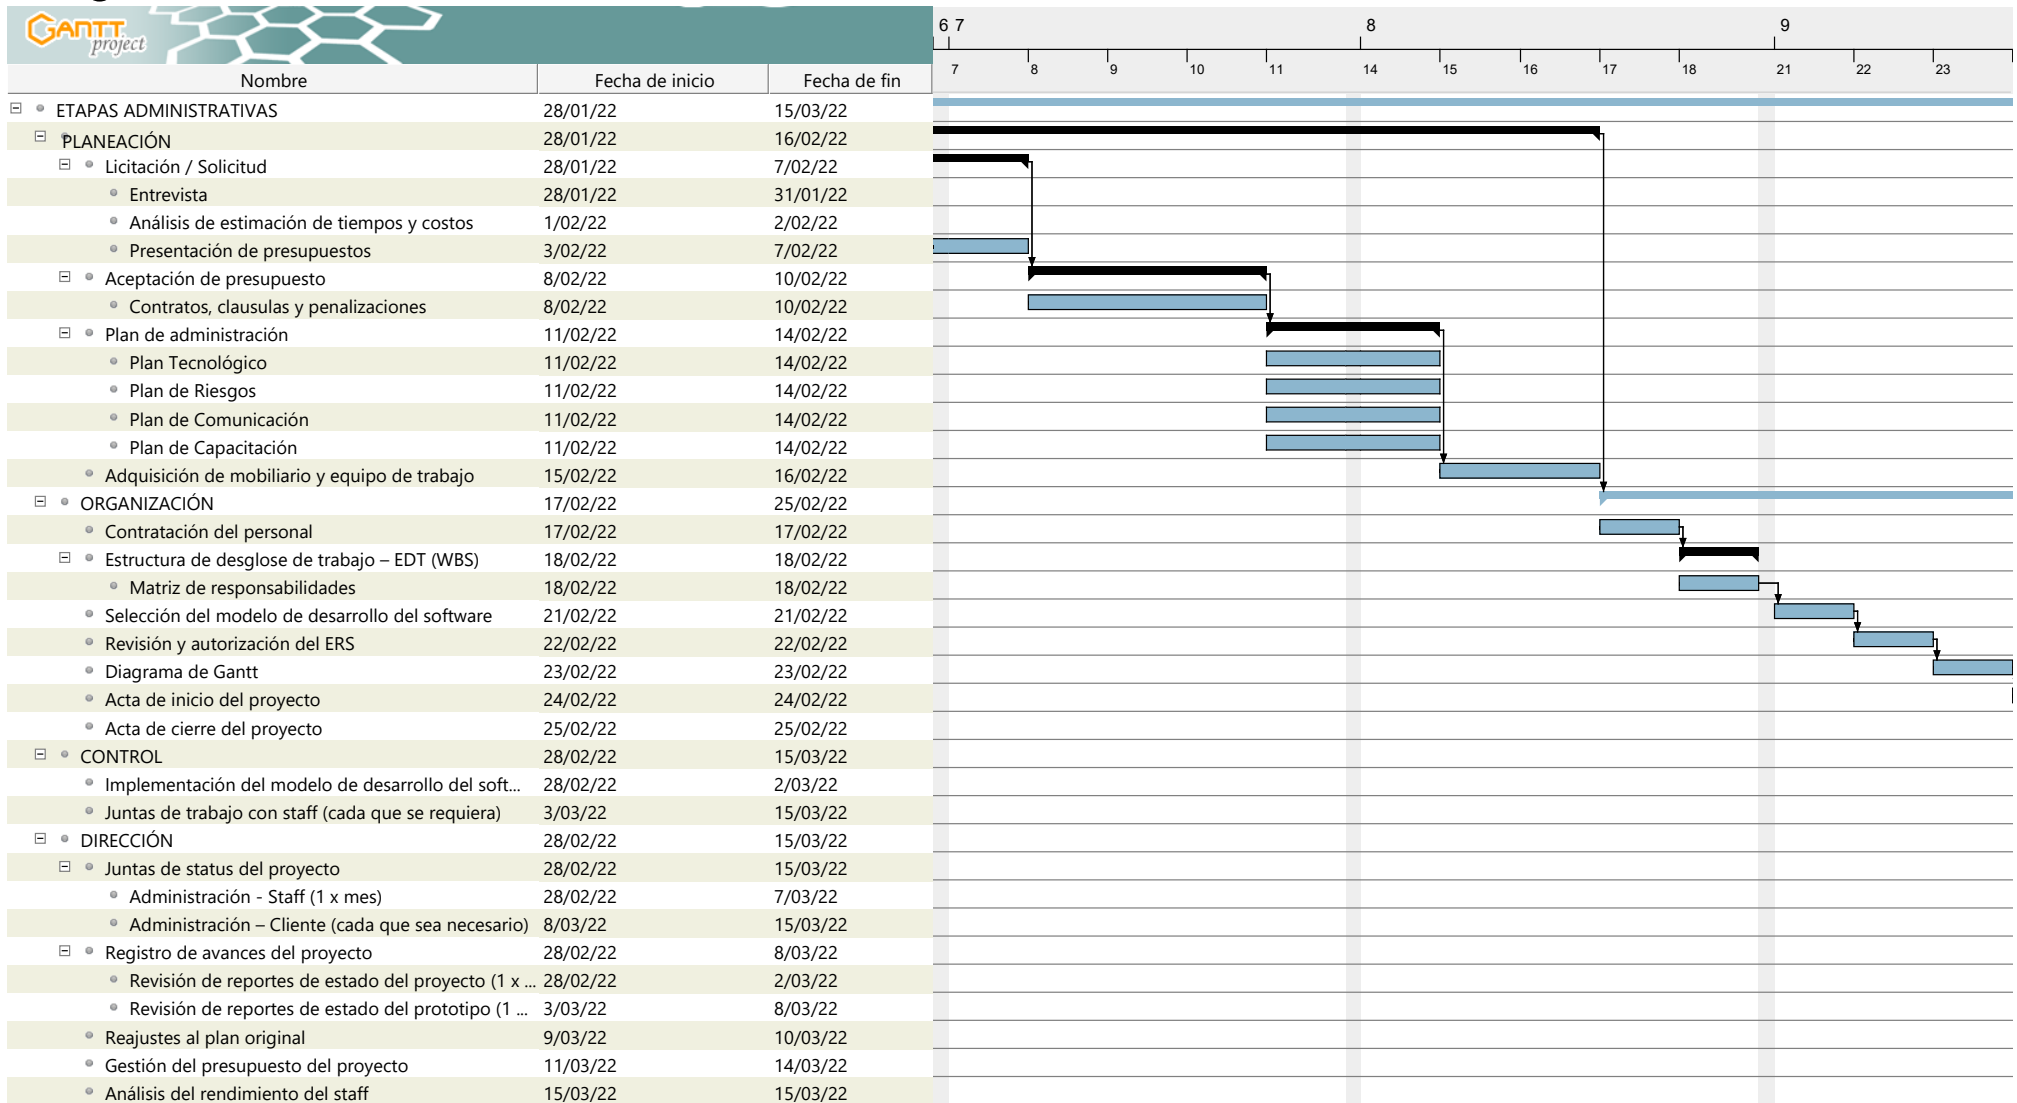 GANTT project
6 7 8 9
Nombre Fecha de inicio Fecha de fin 7 8 9 10 11 14 15 16 17 18 21 22 23
ETAPAS ADMINISTRATIVAS 28/01/22 15/03/22
PLANEACIÓN 28/01/22 16/02/22
Licitación / Solicitud 28/01/22 7/02/22
Entrevista 28/01/22 31/01/22
Análisis de estimación de tiempos y costos 1/02/22 2/02/22
Presentación de presupuestos 3/02/22 7/02/22
Aceptación de presupuesto 8/02/22 10/02/22
Contratos, clausulas y penalizaciones 8/02/22 10/02/22
Plan de administración 11/02/22 14/02/22
Plan Tecnológico 11/02/22 14/02/22
Plan de Riesgos 11/02/22 14/02/22
Plan de Comunicación 11/02/22 14/02/22
Plan de Capacitación 11/02/22 14/02/22
Adquisición de mobiliario y equipo de trabajo 15/02/22 16/02/22
ORGANIZACIÓN 17/02/22 25/02/22
Contratación del personal 17/02/22 17/02/22
Estructura de desglose de trabajo – EDT (WBS) 18/02/22 18/02/22
Matriz de responsabilidades 18/02/22 18/02/22
Selección del modelo de desarrollo del software 21/02/22 21/02/22
Revisión y autorización del ERS 22/02/22 22/02/22
Diagrama de Gantt 23/02/22 23/02/22
Acta de inicio del proyecto 24/02/22 24/02/22
Acta de cierre del proyecto 25/02/22 25/02/22
CONTROL 28/02/22 15/03/22
Implementación del modelo de desarrollo del soft... 28/02/22 2/03/22
Juntas de trabajo con staff (cada que se requiera) 3/03/22 15/03/22
DIRECCIÓN 28/02/22 15/03/22
Juntas de status del proyecto 28/02/22 15/03/22
Administración - Staff (1 x mes) 28/02/22 7/03/22
Administración – Cliente (cada que sea necesario) 8/03/22 15/03/22
Registro de avances del proyecto 28/02/22 8/03/22
Revisión de reportes de estado del proyecto (1 x ... 28/02/22 2/03/22
Revisión de reportes de estado del prototipo (1 ... 3/03/22 8/03/22
Reajustes al plan original 9/03/22 10/03/22
Gestión del presupuesto del proyecto 11/03/22 14/03/22
Análisis del rendimiento del staff 15/03/22 15/03/22